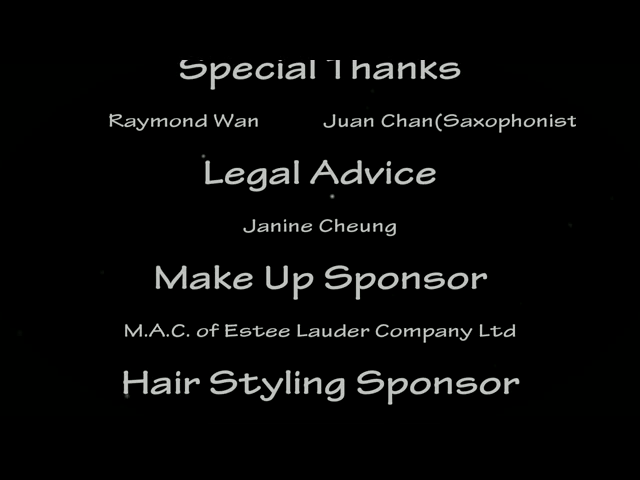 Special Thanks
Raymond Wan Juan Chan(Saxophonist
Legal Advice
Janine Cheung
Make Up Sponsor
M.A.C. of Estee Lauder Company Ltd
Hair Styling Sponsor